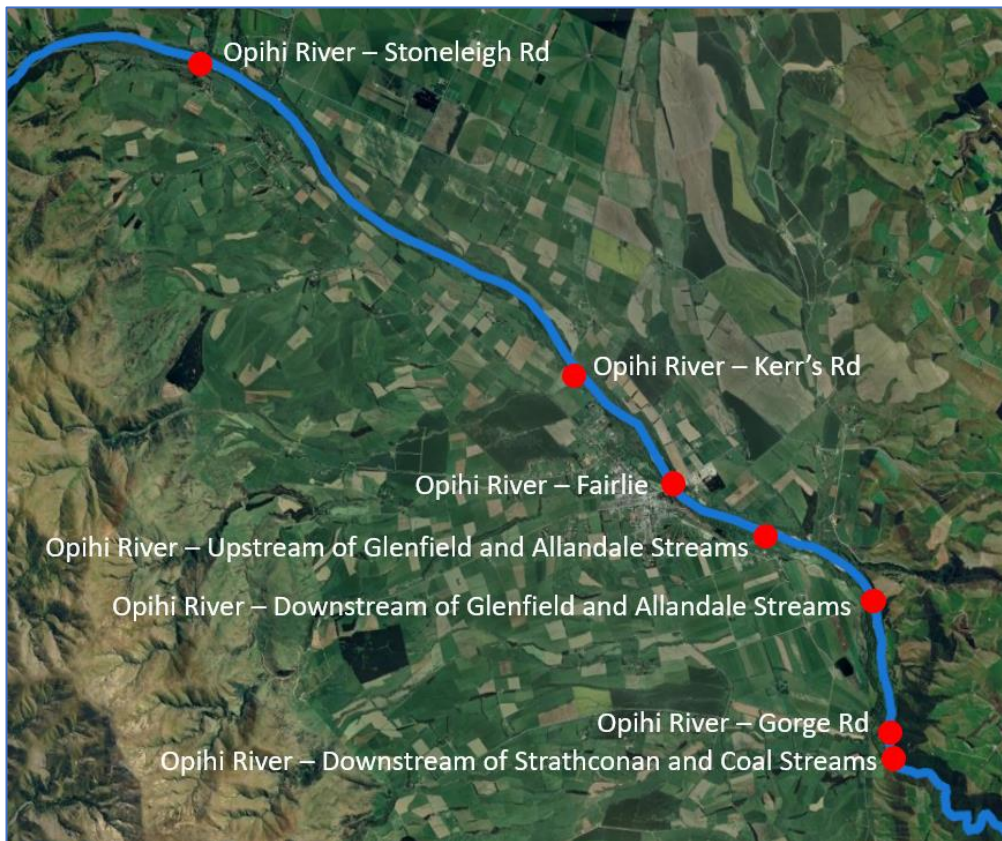 Opihi River – Stoneleigh Rd
Opihi River – Kerr's Rd
Opihi River – Fairlie
Opihi River – Upstream of Glenfield and Allandale Streams
Opihi River – Downstream of Glenfield and Allandale Streams
Opihi River – Gorge Rd
Opihi River – Downstream of Strathconan and Coal Streams